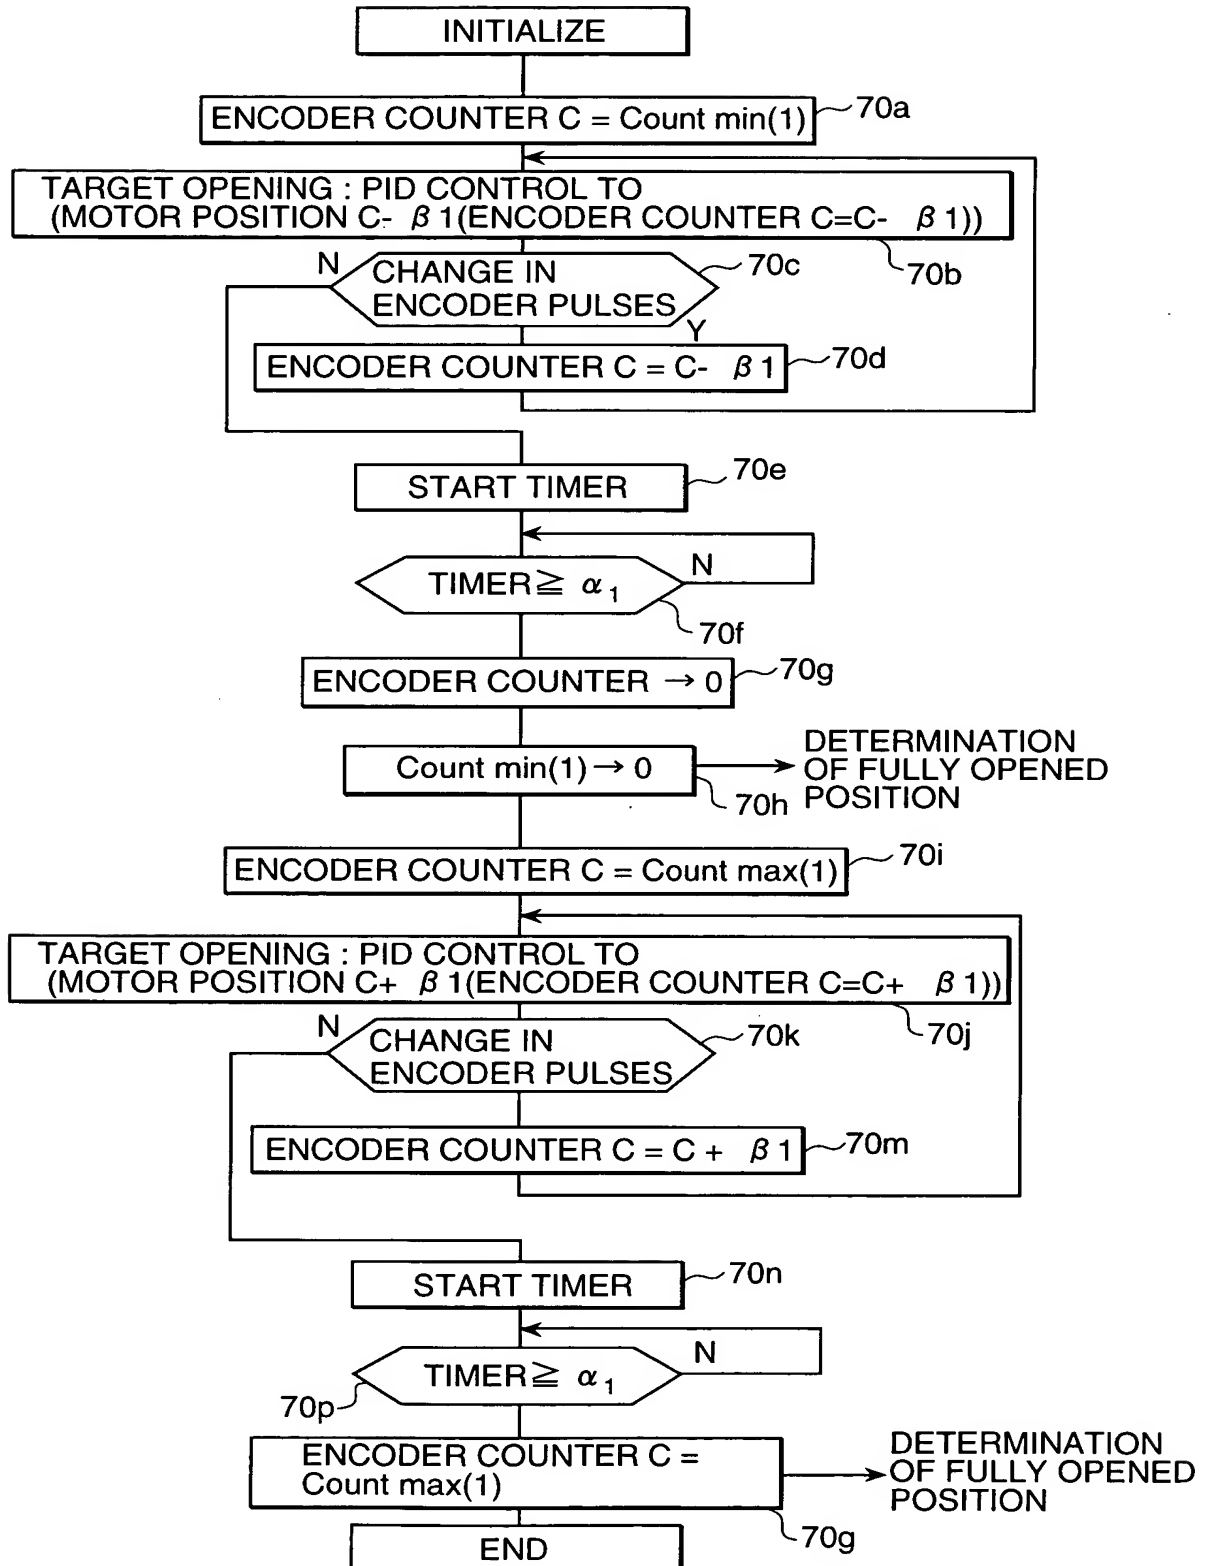 INITIALIZE
ENCODER COUNTER C = Count min(1)
70a
TARGET OPENING : PID CONTROL TO
(MOTOR POSITION C- β1(ENCODER COUNTER C=C- β1))
70b
N
CHANGE IN
ENCODER PULSES
70c
Y
ENCODER COUNTER C = C- β1
70d
START TIMER
70e
TIMER ≧ α1
N
70f
ENCODER COUNTER → 0
70g
Count min(1) → 0
70h
DETERMINATION
OF FULLY OPENED
POSITION
ENCODER COUNTER C = Count max(1)
70i
TARGET OPENING : PID CONTROL TO
(MOTOR POSITION C+ β1(ENCODER COUNTER C=C+ β1))
70j
N
CHANGE IN
ENCODER PULSES
70k
ENCODER COUNTER C = C + β1
70m
START TIMER
70n
TIMER ≧ α1
N
70p
ENCODER COUNTER C =
Count max(1)
70g
DETERMINATION
OF FULLY OPENED
POSITION
END